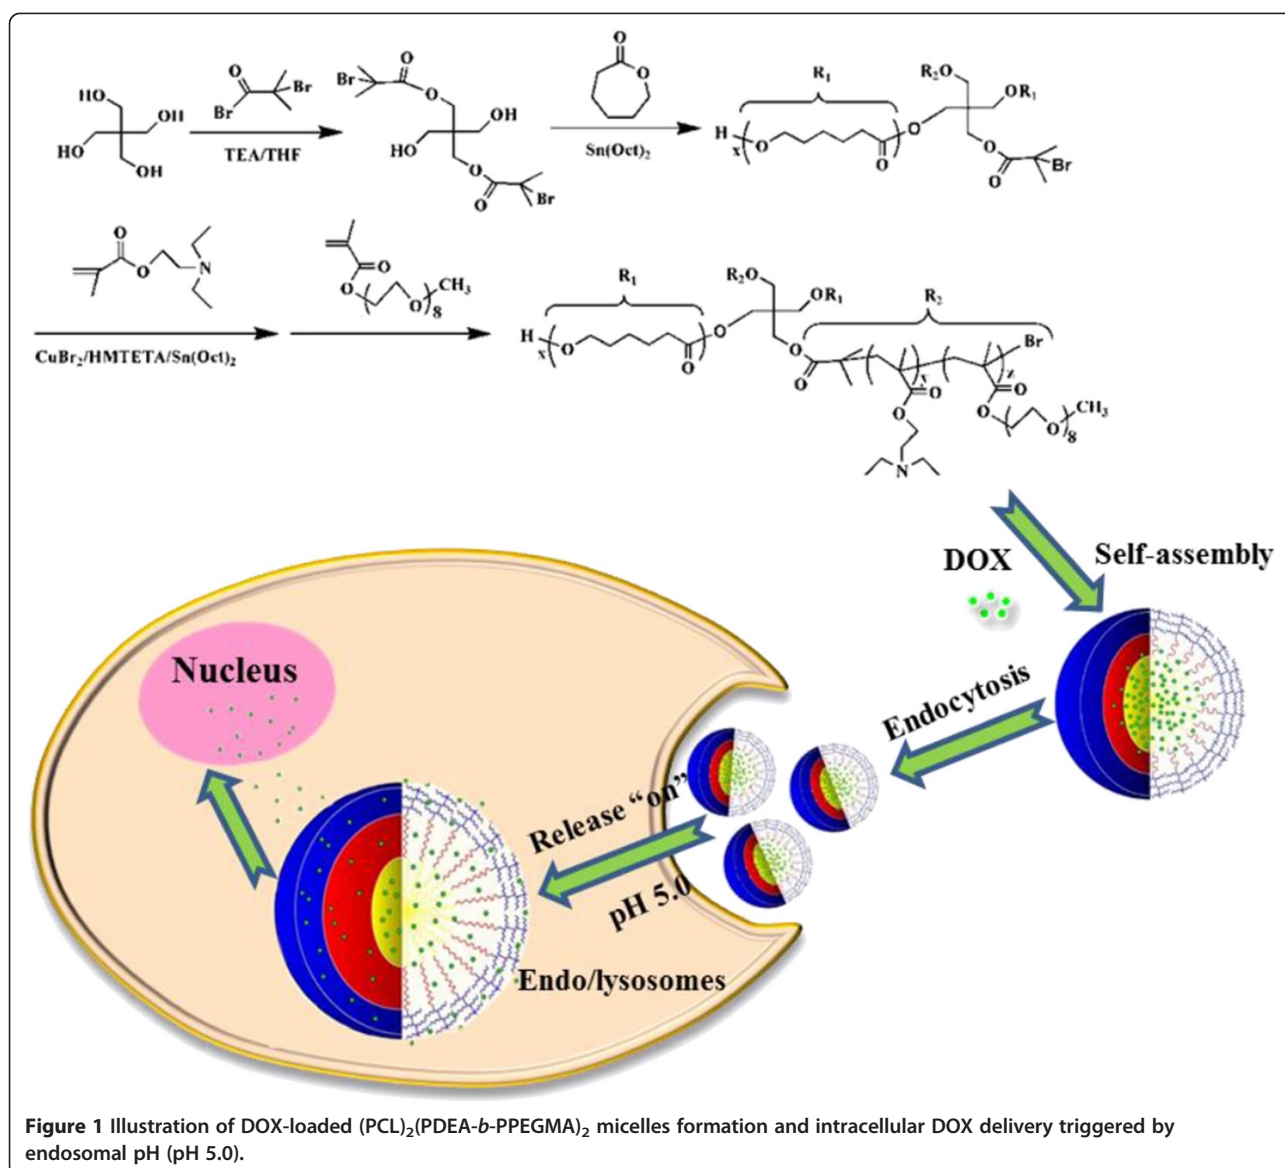 HO
OH
HO
OH
O
Br
Br
TEA/THF
Br
O
O
OH
HO
O
O
Br
O
O
Sn(Oct)2
R1
H
x
O
O
O
R2O
OR1
O
O
Br
O
O
N
CuBr2/HMTETA/Sn(Oct)2
O
O
O
8
CH3
R1
H
x
O
O
O
R2O
OR1
O
O
R2
y
z
Br
O
O
N
O
O
O
8
CH3
DOX
Self-assembly
Endocytosis
Nucleus
Release “on”
pH 5.0
Endo/lysosomes
Figure 1 Illustration of DOX-loaded (PCL)2(PDEA-b-PPEGMA)2 micelles formation and intracellular DOX delivery triggered by
endosomal pH (pH 5.0).